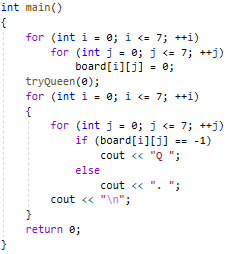 int main()
{
    for (int i = 0; i <= 7; ++i)
        for (int j = 0; j <= 7; ++j)
            board[i][j] = 0;
    tryQueen(0);
    for (int i = 0; i <= 7; ++i)
    {
        for (int j = 0; j <= 7; ++j)
            if (board[i][j] == -1)
                cout << "Q ";
            else
                cout << ". ";
        cout << "\n";
    }
    return 0;
}